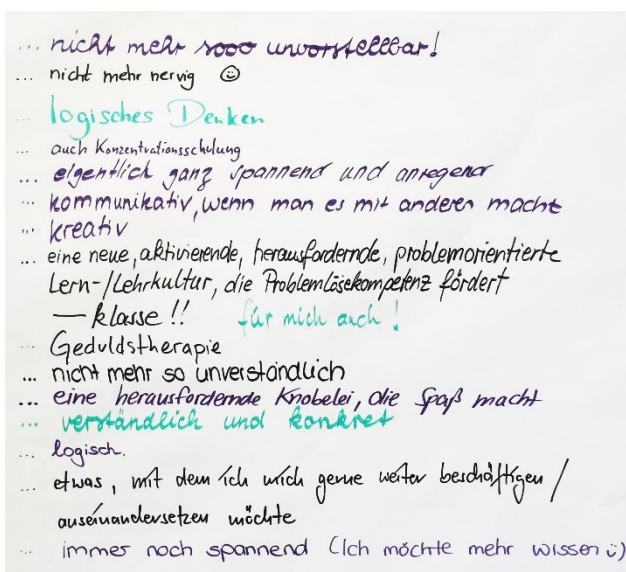 ... nicht mehr sooo unvorstellbar!
... nicht mehr nervig ☺
... logisches Denken
... auch Konzentrationsschulung
... eigentlich ganz spannend und anregend
... kommunikativ, wenn man es mit anderen macht
... kreativ
... eine neue, aktivierende, herausfordernde, problemorientierte
Lern-/Lehrkultur, die Problemlösekompetenz fördert
— klasse!! für mich auch!
... Geduldstherapie
... nicht mehr so unverständlich
... eine herausfordernde Knobelei, die Spaß macht
... verständlich und konkret
... logisch.
... etwas, mit dem ich mich gerne weiter beschäftigen /
auseinandersetzen möchte
... immer noch spannend (Ich möchte mehr wissen :))